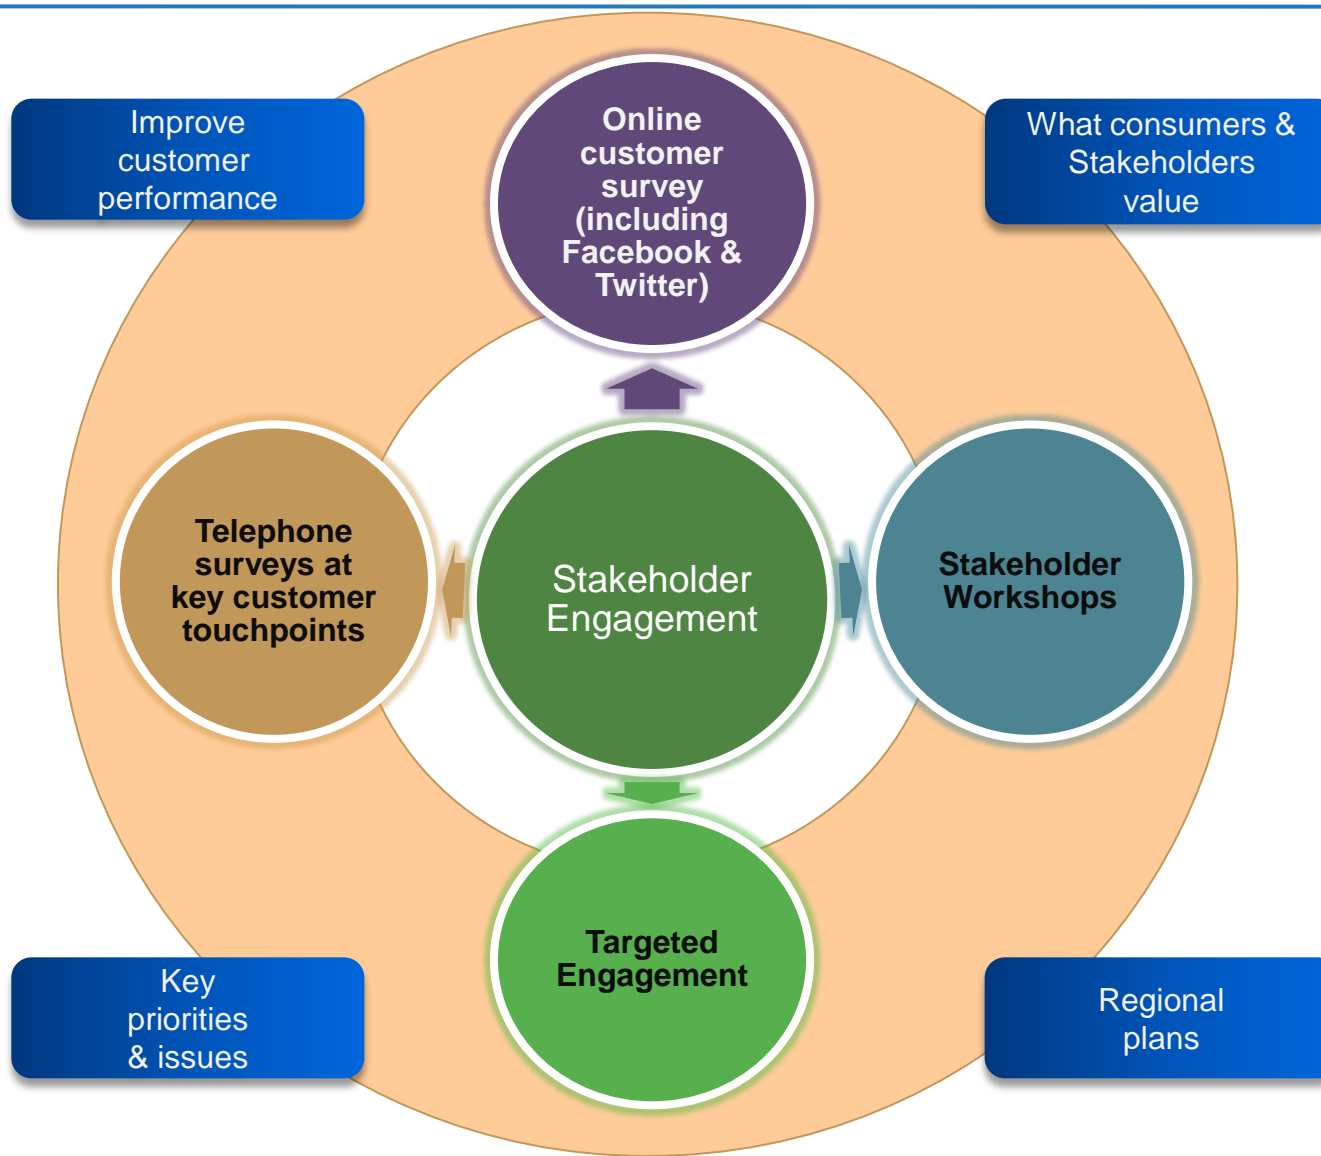 Improve
customer
performance
Online
customer
survey
(including
Facebook &
Twitter)
What consumers &
Stakeholders
value
Telephone
surveys at
key customer
touchpoints
Stakeholder
Engagement
Stakeholder
Workshops
Targeted
Engagement
Key
priorities
& issues
Regional
plans